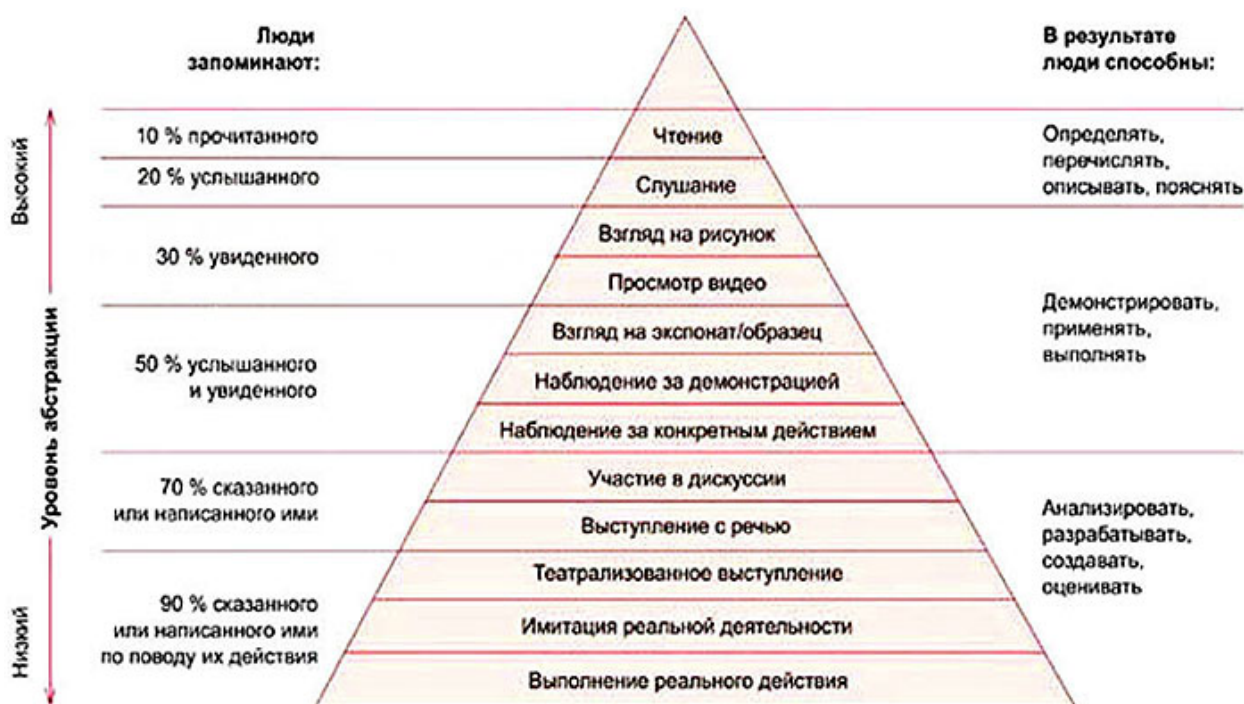 Люди
запоминают:
В результате
люди способны:
Высокий
Уровень абстракции
Низкий
10 % прочитанного
Чтение
Определять,
перечислять,
описывать, пояснять
20 % услышанного
Слушание
30 % увиденного
Взгляд на рисунок
Просмотр видео
Демонстрировать,
применять,
выполнять
50 % услышанного
и увиденного
Взгляд на экспонат/образец
Наблюдение за демонстрацией
Наблюдение за конкретным действием
70 % сказанного
или написанного ими
Участие в дискуссии
Выступление с речью
Анализировать,
разрабатывать,
создавать,
оценивать
90 % сказанного
или написанного ими
по поводу их действия
Театрализованное выступление
Имитация реальной деятельности
Выполнение реального действия